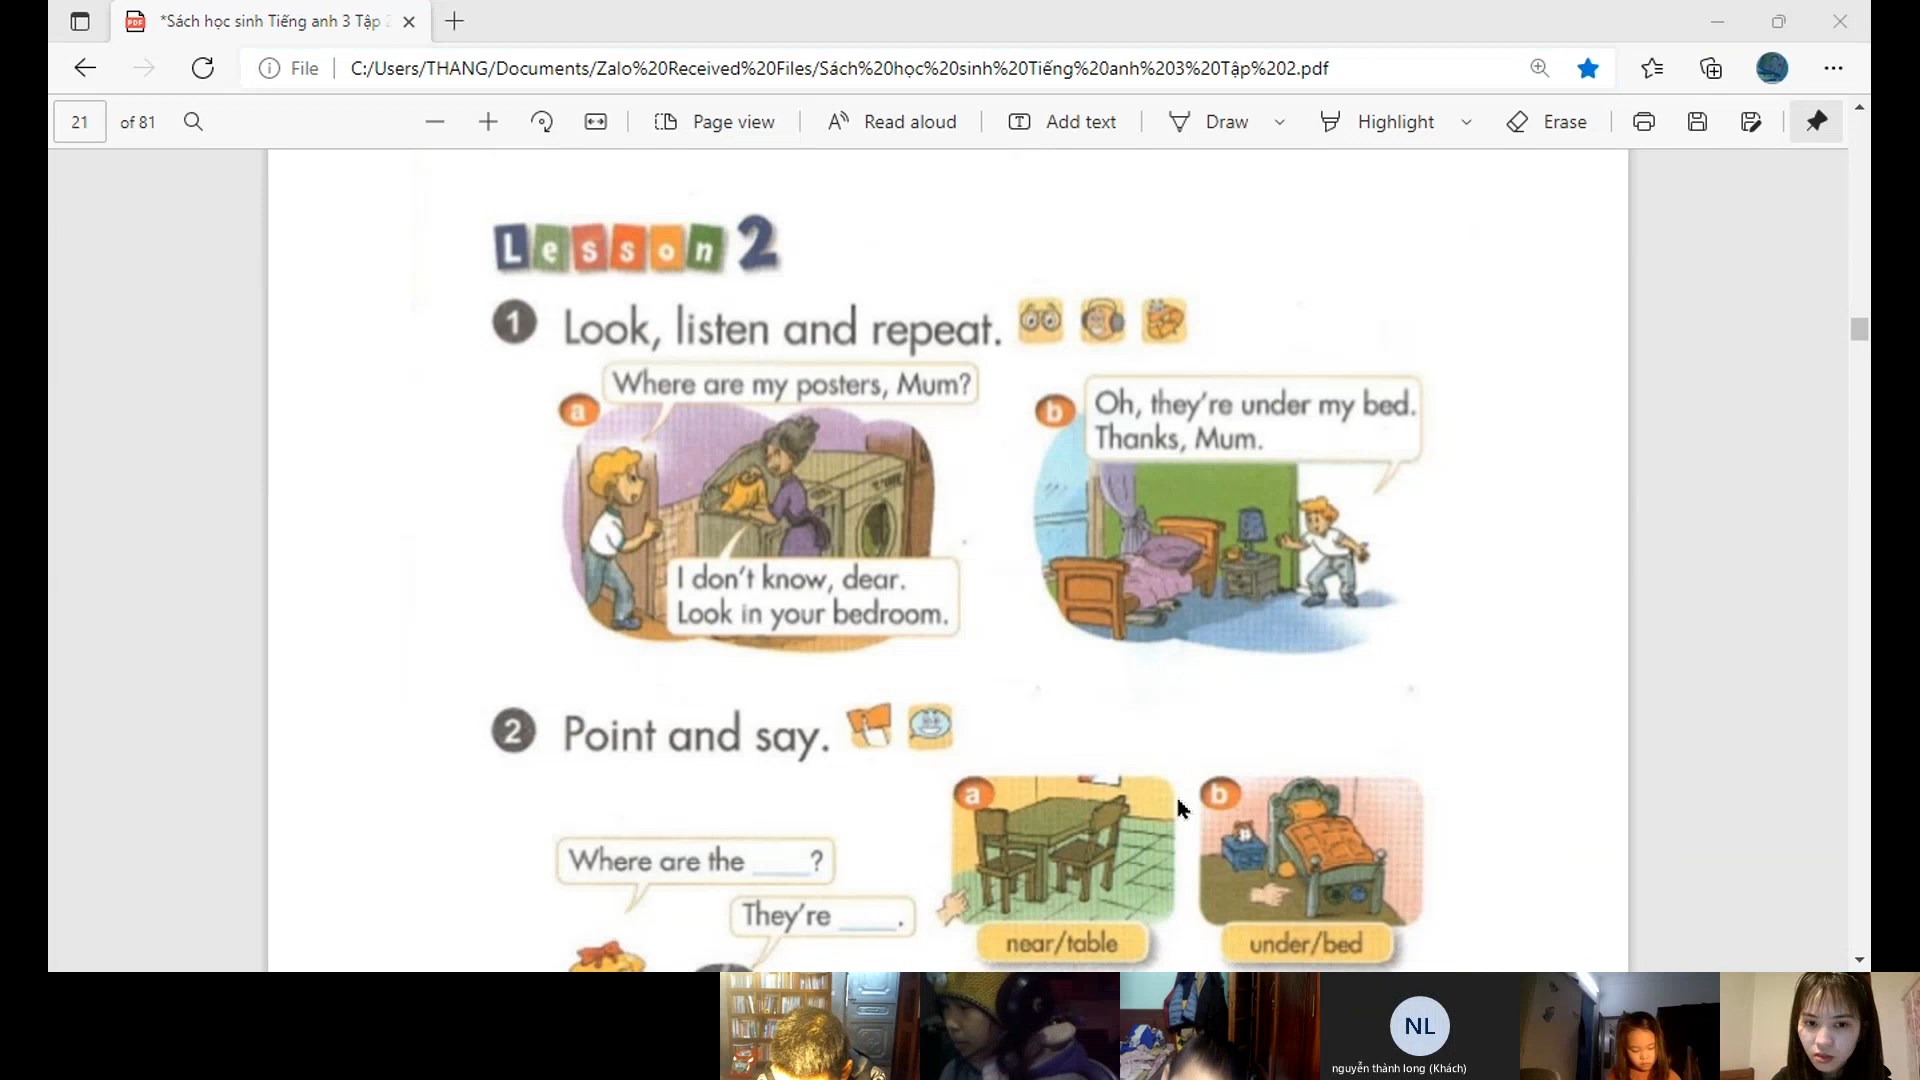 *Sách học sinh Tiếng anh 3 Tập 2
File
C:/Users/THANG/Documents/Zalo%20Received%20Files/Sách%20học%20sinh%20Tiếng%20anh%203%20Tập%202.pdf
21 of 81
Page view
Read aloud
Add text
Draw
Highlight
Erase
Lesson 2
1 Look, listen and repeat.
a
Where are my posters, Mum?
I don't know, dear.
Look in your bedroom.
b
Oh, they're under my bed.
Thanks, Mum.
2 Point and say.
Where are the ____?
They're ____.
a
near/table
b
under/bed
NL
nguyễn thành long (Khách)